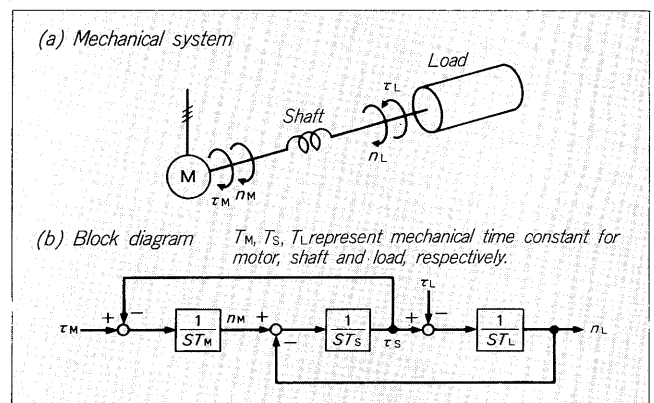 (a) Mechanical system
Load
τL
Shaft
nL
M
τM nM
(b) Block diagram
TM, TS, TL represent mechanical time constant for
motor, shaft and load, respectively.
τL
τM + − 1/STM nM + − 1/STS τS + − 1/STL nL